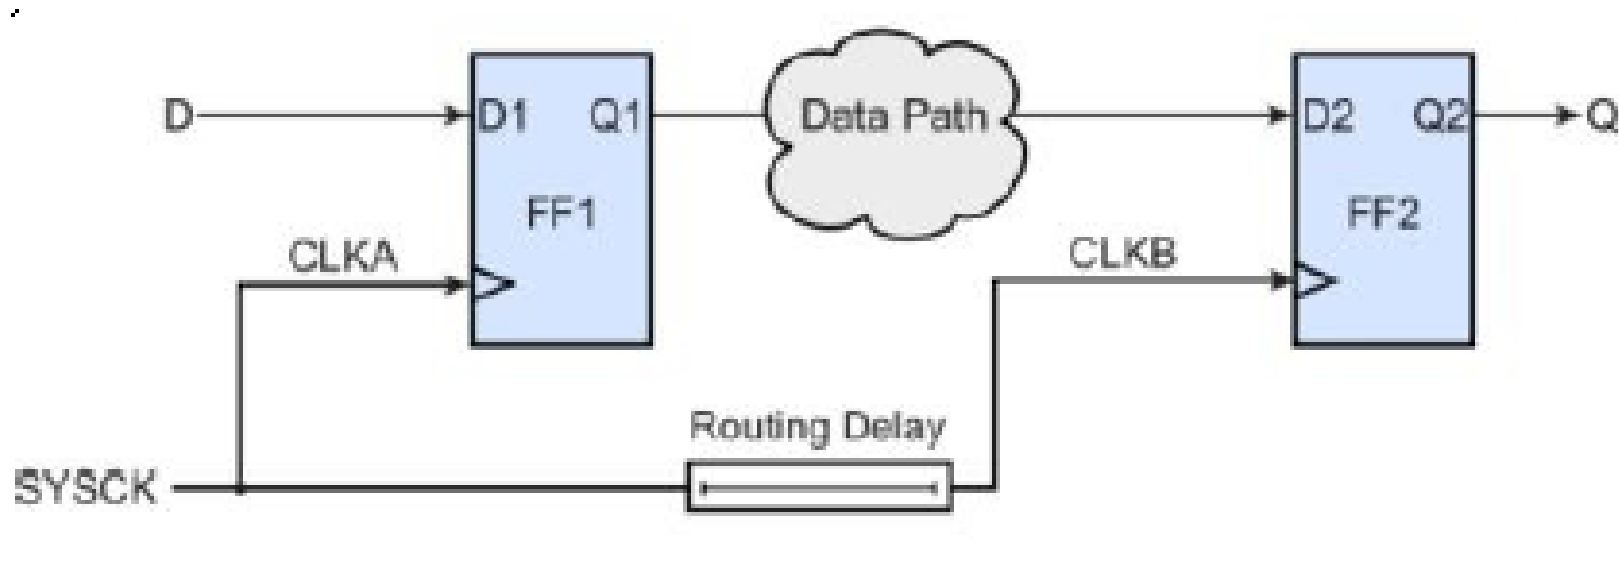 D
D1
Q1
Data Path
D2
Q2
Q
FF1
FF2
CLKA
CLKB
Routing Delay
SYSCK